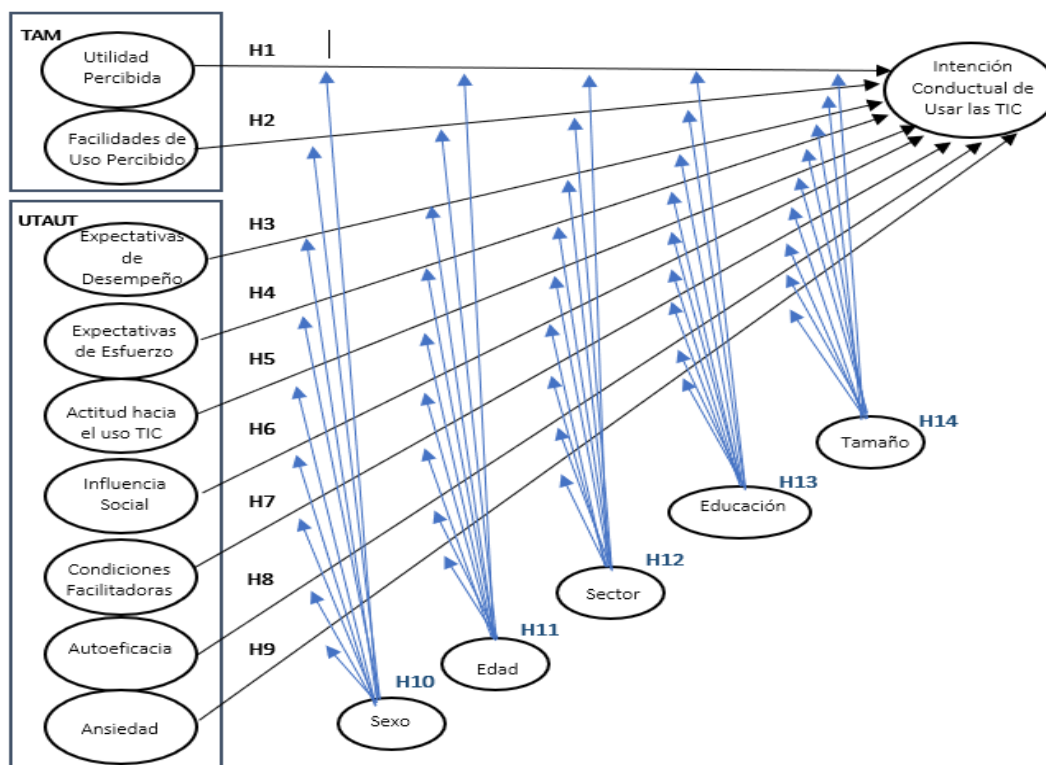 TAM
Utilidad
Percibida
Facilidades de
Uso Percibido
H1
H2
Intención
Conductual de
Usar las TIC
UTAUT
Expectativas
de
Desempeño
Expectativas
de Esfuerzo
Actitud hacia
el uso TIC
Influencia
Social
Condiciones
Facilitadoras
Autoeficacia
Ansiedad
H3
H4
H5
H6
H7
H8
H9
H10
Sexo
H11
Edad
H12
Sector
H13
Educación
H14
Tamaño